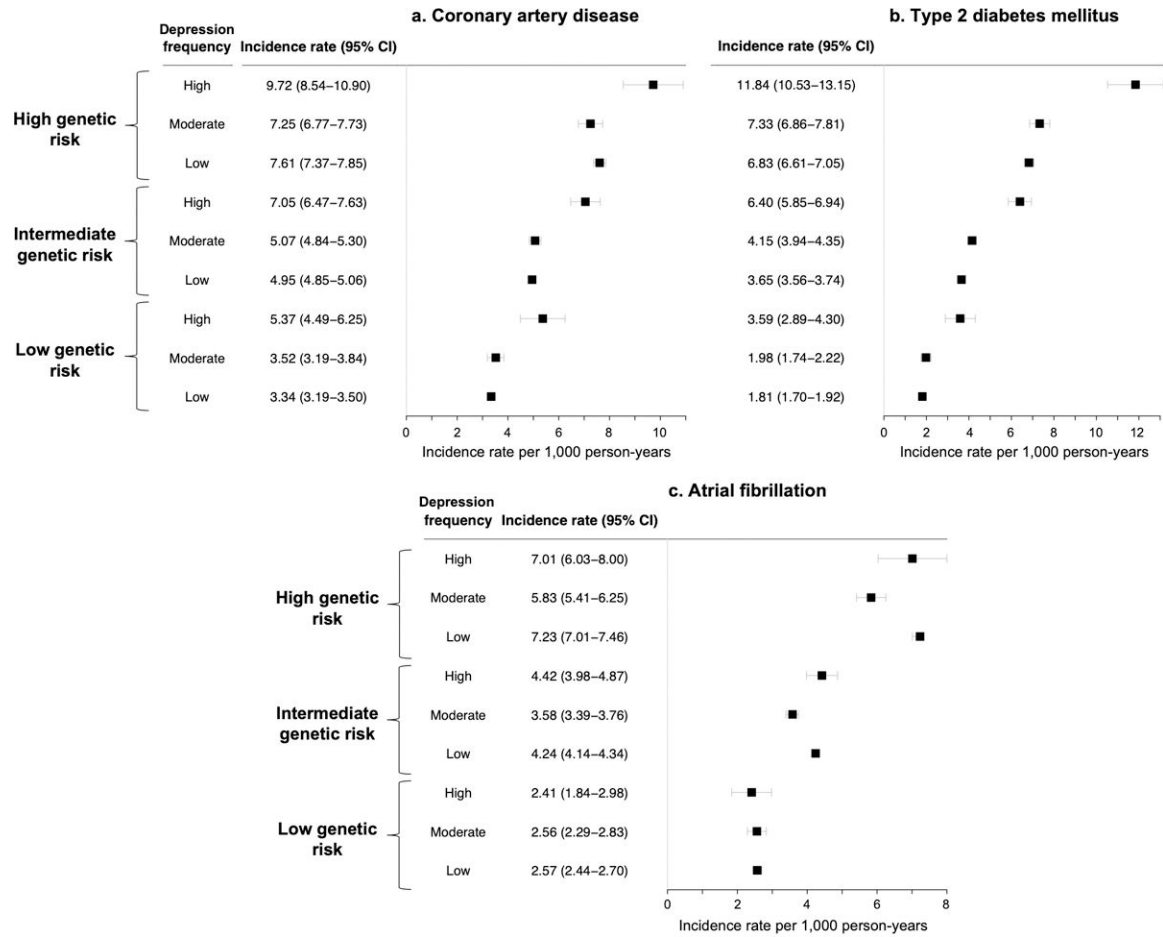 a. Coronary artery disease
b. Type 2 diabetes mellitus
Depression
frequency
Incidence rate (95% CI)
Incidence rate (95% CI)
High genetic
risk
High 9.72 (8.54–10.90) 11.84 (10.53–13.15)
Moderate 7.25 (6.77–7.73) 7.33 (6.86–7.81)
Low 7.61 (7.37–7.85) 6.83 (6.61–7.05)
Intermediate
genetic risk
High 7.05 (6.47–7.63) 6.40 (5.85–6.94)
Moderate 5.07 (4.84–5.30) 4.15 (3.94–4.35)
Low 4.95 (4.85–5.06) 3.65 (3.56–3.74)
Low genetic
risk
High 5.37 (4.49–6.25) 3.59 (2.89–4.30)
Moderate 3.52 (3.19–3.84) 1.98 (1.74–2.22)
Low 3.34 (3.19–3.50) 1.81 (1.70–1.92)
0 2 4 6 8 10
0 2 4 6 8 10 12
Incidence rate per 1,000 person-years
Incidence rate per 1,000 person-years
c. Atrial fibrillation
Depression
frequency
Incidence rate (95% CI)
High genetic
risk
High 7.01 (6.03–8.00)
Moderate 5.83 (5.41–6.25)
Low 7.23 (7.01–7.46)
Intermediate
genetic risk
High 4.42 (3.98–4.87)
Moderate 3.58 (3.39–3.76)
Low 4.24 (4.14–4.34)
Low genetic
risk
High 2.41 (1.84–2.98)
Moderate 2.56 (2.29–2.83)
Low 2.57 (2.44–2.70)
0 2 4 6 8
Incidence rate per 1,000 person-years